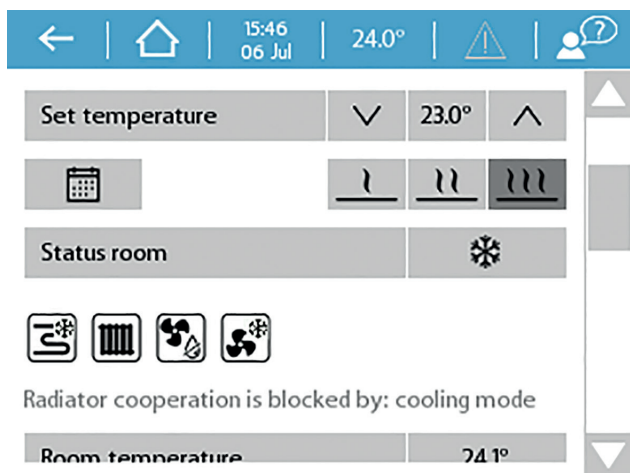 15:46
06 Jul
24.0°
?
Set temperature
23.0°
Status room
Radiator cooperation is blocked by: cooling mode
Room temperature 24.1°